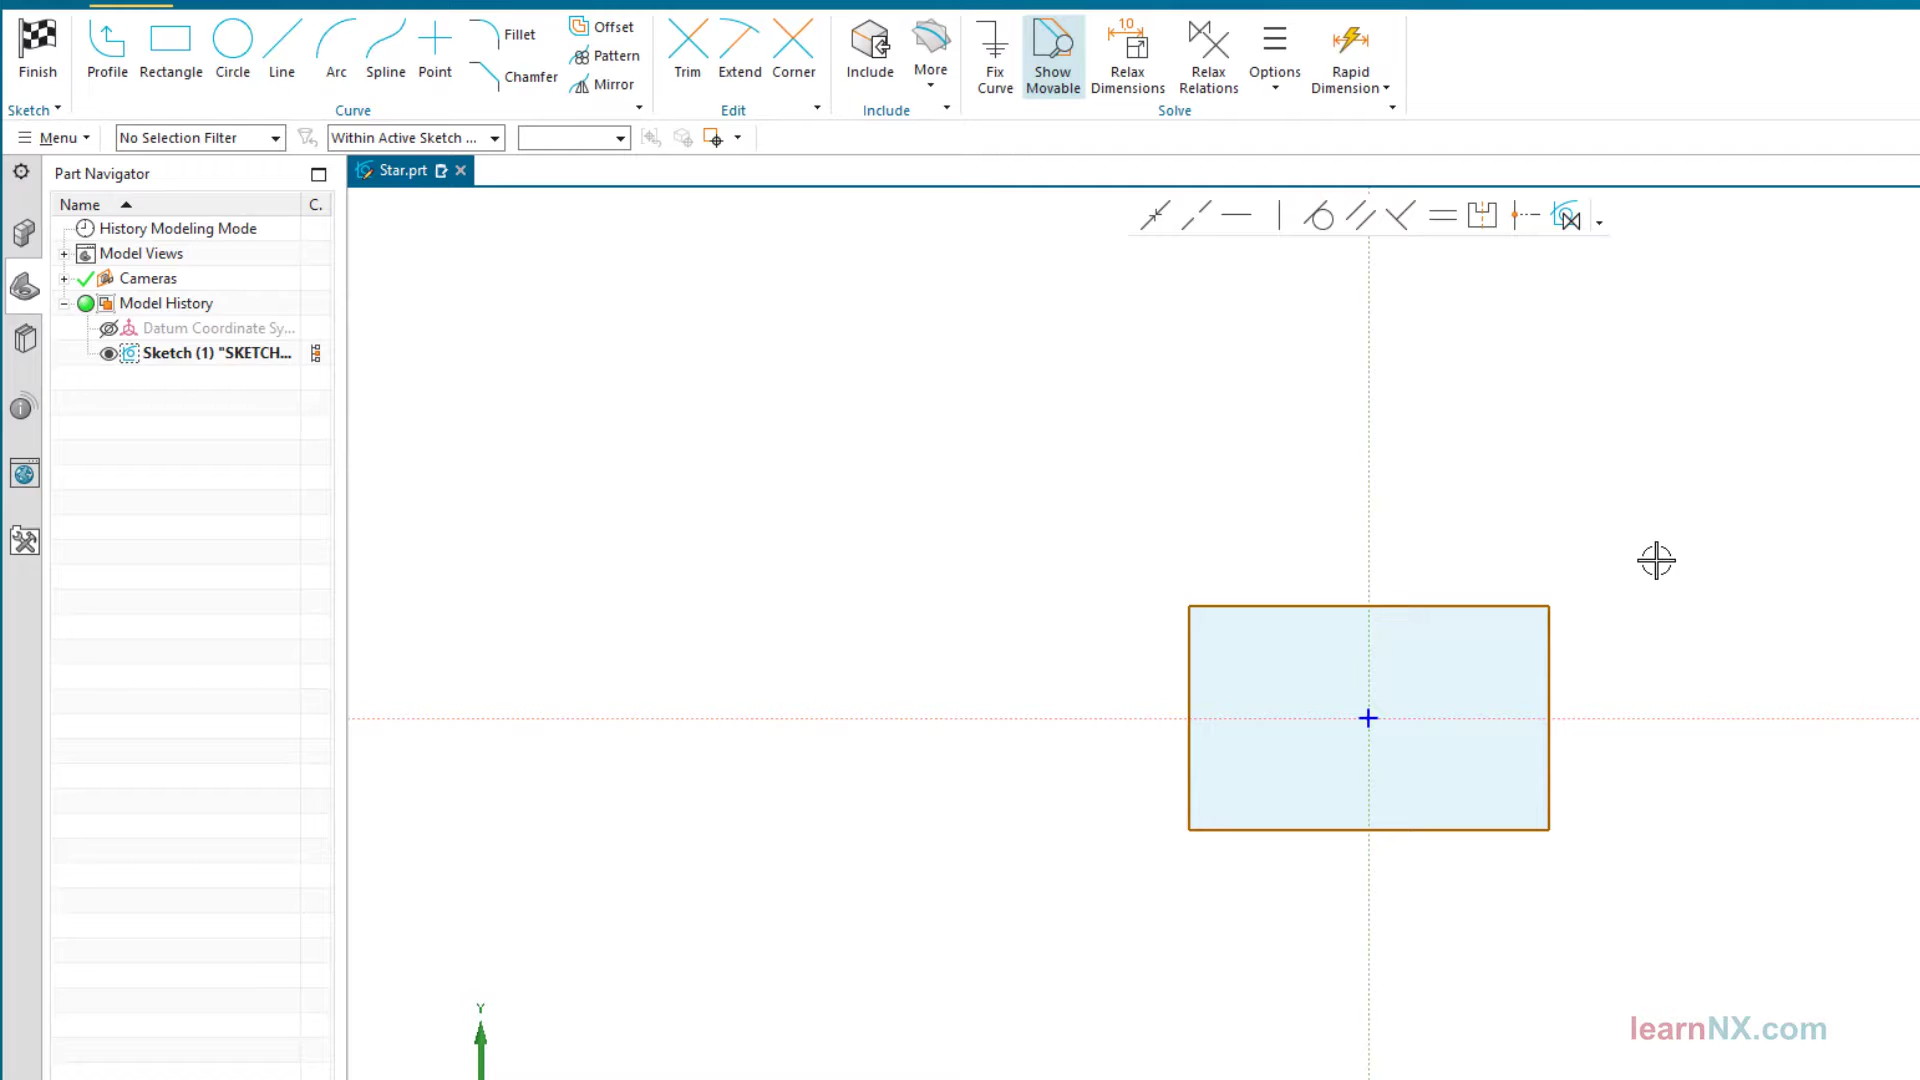 Finish
Profile
Rectangle
Circle
Line
Arc
Spline
Point
Fillet
Chamfer
Offset
Pattern
Mirror
Trim
Extend
Corner
Include
More
Fix
Curve
Show
Movable
1,0
Relax
Dimensions
Relax
Relations
Options
Rapid
Dimension
Sketch
Curve
Edit
Include
Solve
Menu
No Selection Filter
Within Active Sketch ...
Part Navigator
Star.prt
Name
C.
History Modeling Mode
Model Views
Cameras
Model History
Datum Coordinate Sy...
Sketch (1) "SKETCH...
Y
learnNX.com